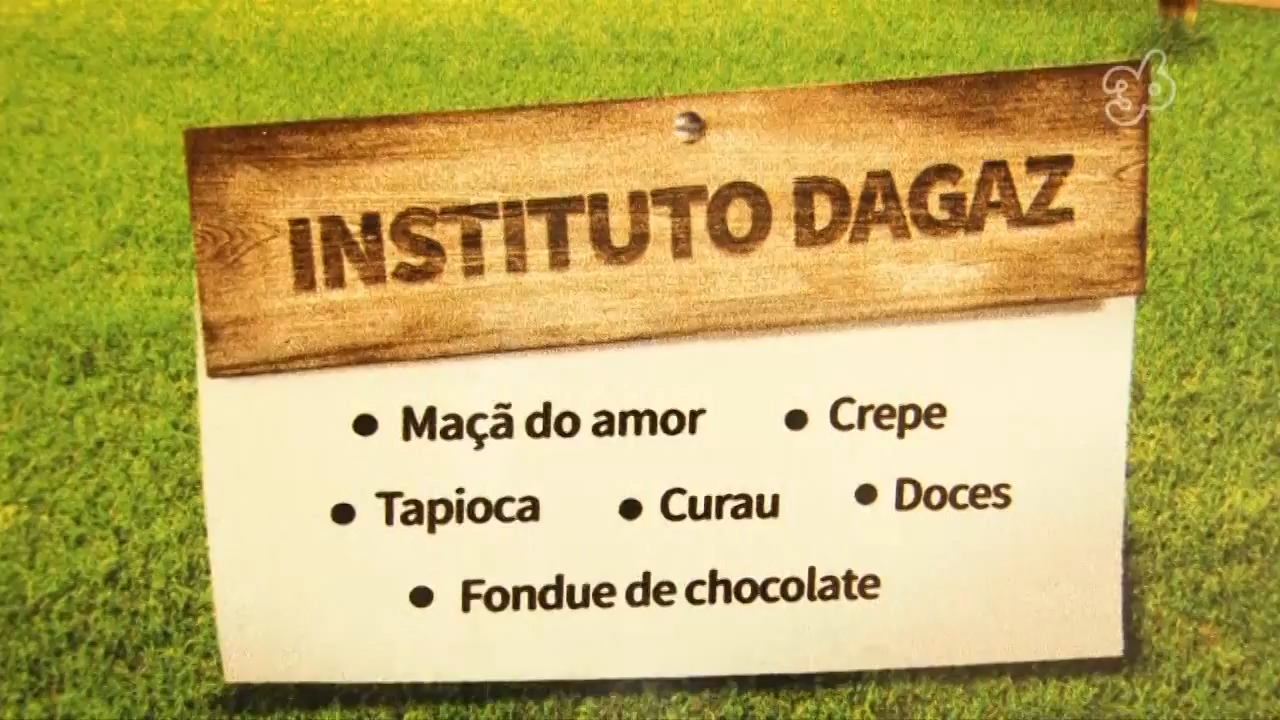 INSTITUTO DAGAZ
• Maçã do amor • Crepe
• Tapioca • Curau • Doces
• Fondue de chocolate